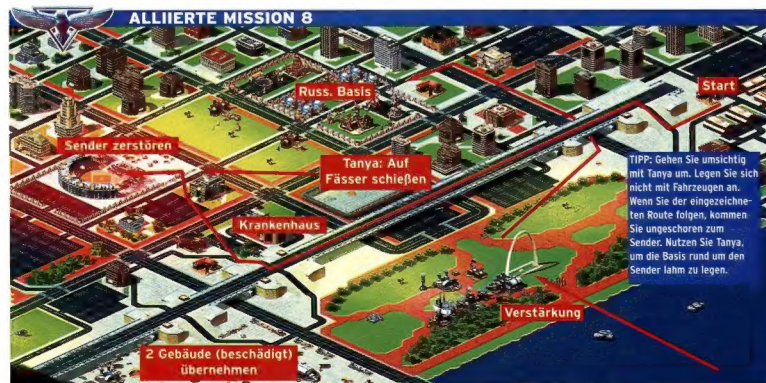 ALLIIERTE MISSION 8
Russ. Basis
Start
Sender zerstören
Tanya: Auf
Fässer schießen
Krankenhaus
TIPP: Gehen Sie umsichtig
mit Tanya um. Legen Sie sich
nicht mit Fahrzeugen an.
Wenn Sie der eingezeichne-
ten Route folgen, kommen
Sie ungeschoren zum
Sender. Nutzen Sie Tanya,
um die Basis rund um den
Sender lahm zu legen.
Verstärkung
2 Gebäude (beschädigt)
übernehmen